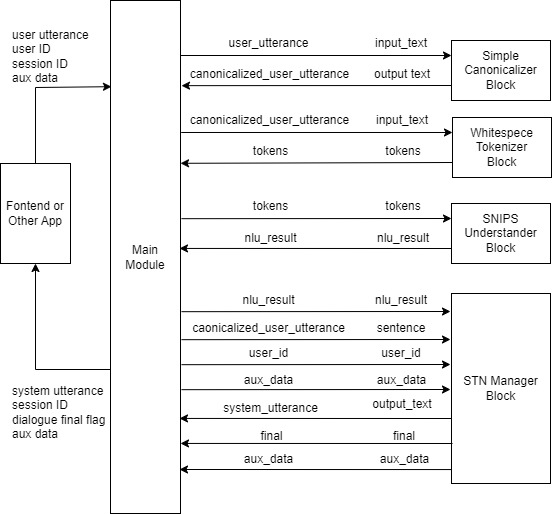 user utterance
user ID
session ID
aux data
user_utterance input_text
canonicalized_user_utterance output text
Simple
Canonicalizer
Block
canonicalized_user_utterance input_text
tokens tokens
Whitespece
Tokenizer
Block
Fontend or
Other App
Main
Module
tokens tokens
nlu_result nlu_result
SNIPS
Understander
Block
nlu_result nlu_result
caonicalized_user_utterance sentence
user_id user_id
aux_data aux_data
system_utterance output_text
final final
aux_data aux_data
STN Manager
Block
system utterance
session ID
dialogue final flag
aux data